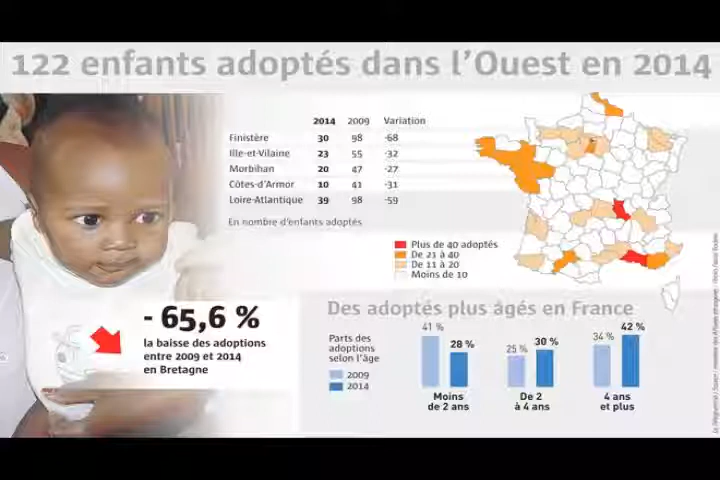 122 enfants adoptés dans l'Ouest en 2014
2014 2009 Variation
Finistère 30 98 -68
Ille-et-Vilaine 23 55 -32
Morbihan 20 47 -27
Côtes-d'Armor 10 41 -31
Loire-Atlantique 39 98 -59
En nombre d'enfants adoptés
Plus de 40 adoptés
De 21 à 40
De 11 à 20
Moins de 10
- 65,6 %
la baisse des adoptions
entre 2009 et 2014
en Bretagne
Des adoptés plus âgés en France
Parts des
adoptions
selon l'âge
2009
2014
41 % 28 %
Moins
de 2 ans
25 % 30 %
De 2
à 4 ans
34 % 42 %
4 ans
et plus